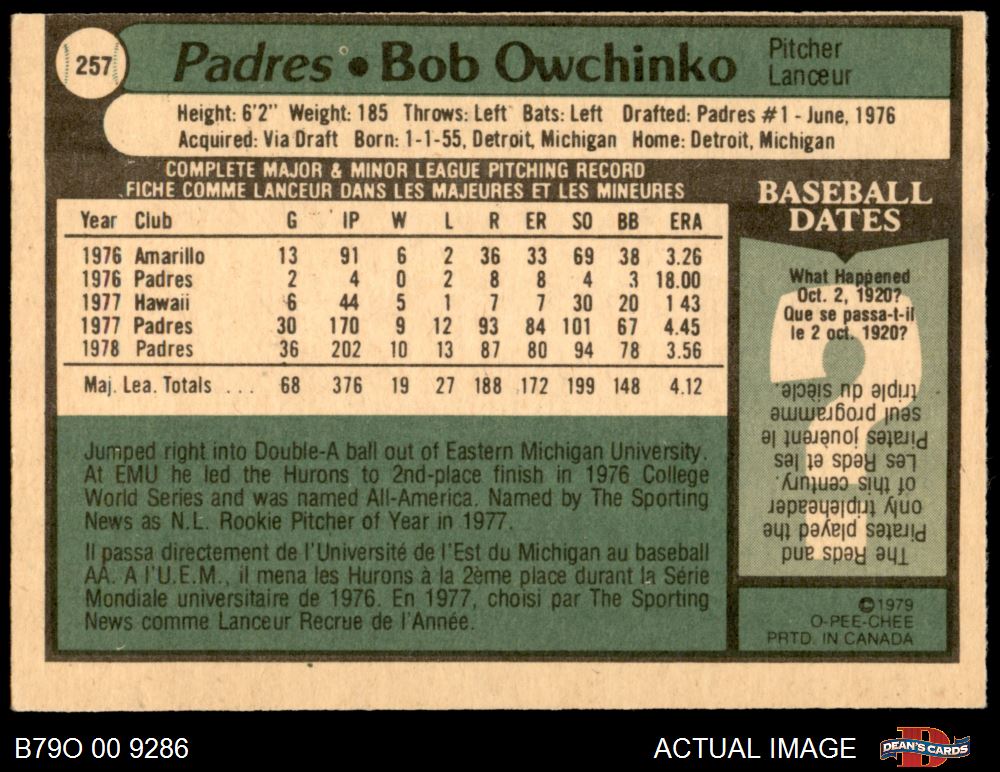 257
Padres • Bob Owchinko
Pitcher
Lanceur
Height: 6'2" Weight: 185 Throws: Left Bats: Left Drafted: Padres #1 - June, 1976
Acquired: Via Draft Born: 1-1-55, Detroit, Michigan Home: Detroit, Michigan
COMPLETE MAJOR & MINOR LEAGUE PITCHING RECORD
FICHE COMME LANCEUR DANS LES MAJEURES ET LES MINEURES
Year Club G IP W L R ER SO BB ERA
1976 Amarillo 13 91 6 2 36 33 69 38 3.26
1976 Padres 2 4 0 2 8 8 4 3 18.00
1977 Hawaii 6 44 5 1 7 7 30 20 1 43
1977 Padres 30 170 9 12 93 84 101 67 4.45
1978 Padres 36 202 10 13 87 80 94 78 3.56
Maj. Lea. Totals ... 68 376 19 27 188 172 199 148 4.12
Jumped right into Double-A ball out of Eastern Michigan University.
At EMU he led the Hurons to 2nd-place finish in 1976 College
World Series and was named All-America. Named by The Sporting
News as N.L. Rookie Pitcher of Year in 1977.
Il passa directement de l'Université de l'Est du Michigan au baseball
AA. A l'U.E.M., il mena les Hurons à la 2ème place durant la Série
Mondiale universitaire de 1976. En 1977, choisi par The Sporting
News comme Lanceur Recrue de l'Année.
BASEBALL
DATES
What Happened
Oct. 2, 1920?
Que se passa-t-il
le 2 oct. 1920?
The Reds and
Pirates played the
only tripleheader
of this century.
Les Reds et les
Pirates jouèrent le
seul programme
triple du siècle.
©1979
O-PEE-CHEE
PRTD. IN CANADA
B79O 00 9286
ACTUAL IMAGE
D
DEAN'S CARDS